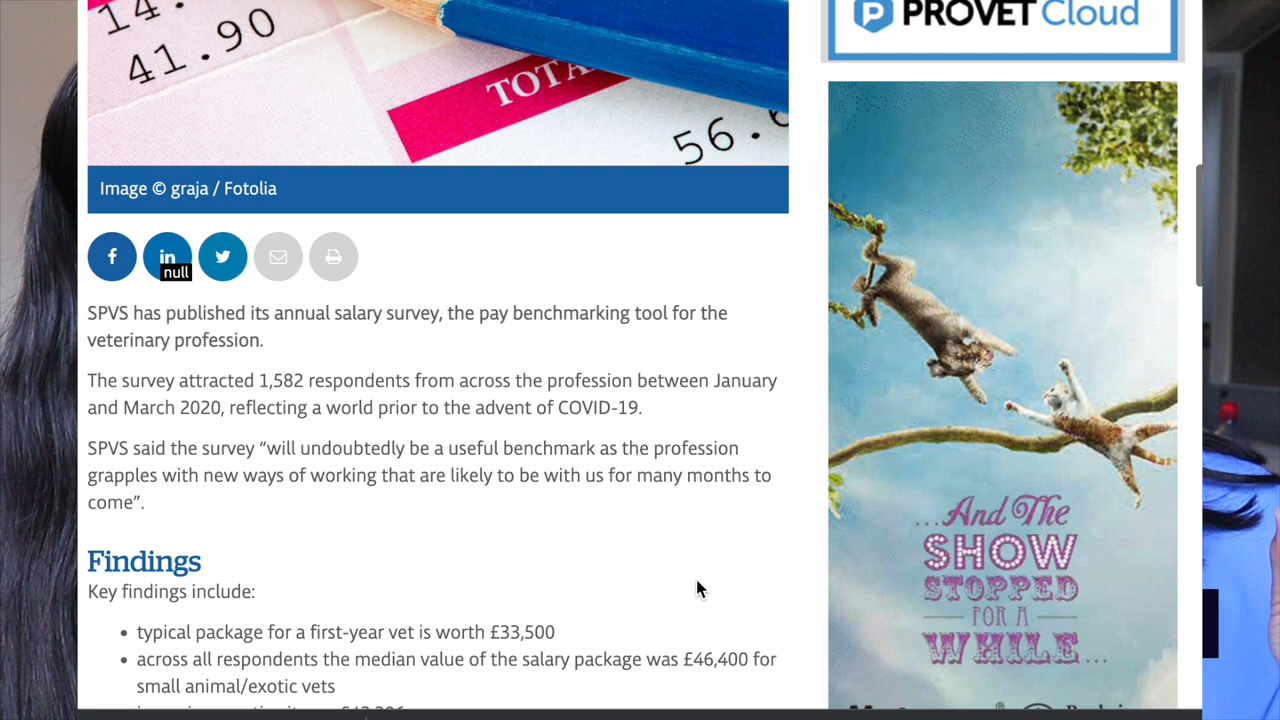 14.
41.90
TOTA
56.6
PROVET Cloud
Image © graja / Fotolia
f
in
null
SPVS has published its annual salary survey, the pay benchmarking tool for the
veterinary profession.
The survey attracted 1,582 respondents from across the profession between January
and March 2020, reflecting a world prior to the advent of COVID-19.
SPVS said the survey “will undoubtedly be a useful benchmark as the profession
grapples with new ways of working that are likely to be with us for many months to
come”.
Findings
Key findings include:
• typical package for a first-year vet is worth £33,500
• across all respondents the median value of the salary package was £46,400 for
small animal/exotic vets
...And The
SHOW
STOPPED
FOR A
WHILE...